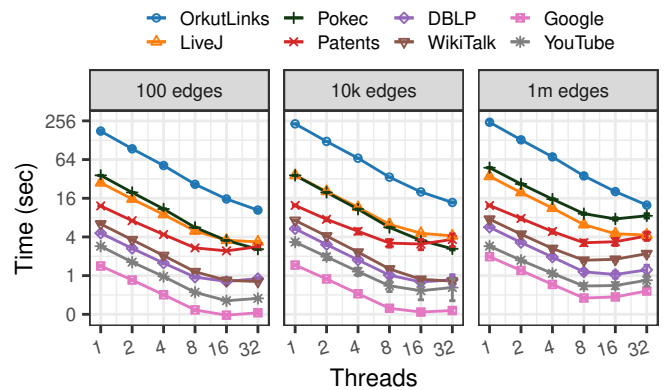 OrkutLinks Pokec DBLP Google
LiveJ Patents WikiTalk YouTube
100 edges 10k edges 1m edges
Time (sec)
256
64
16
4
1
0
1 2 4 8 16 32 1 2 4 8 16 32 1 2 4 8 16 32
Threads